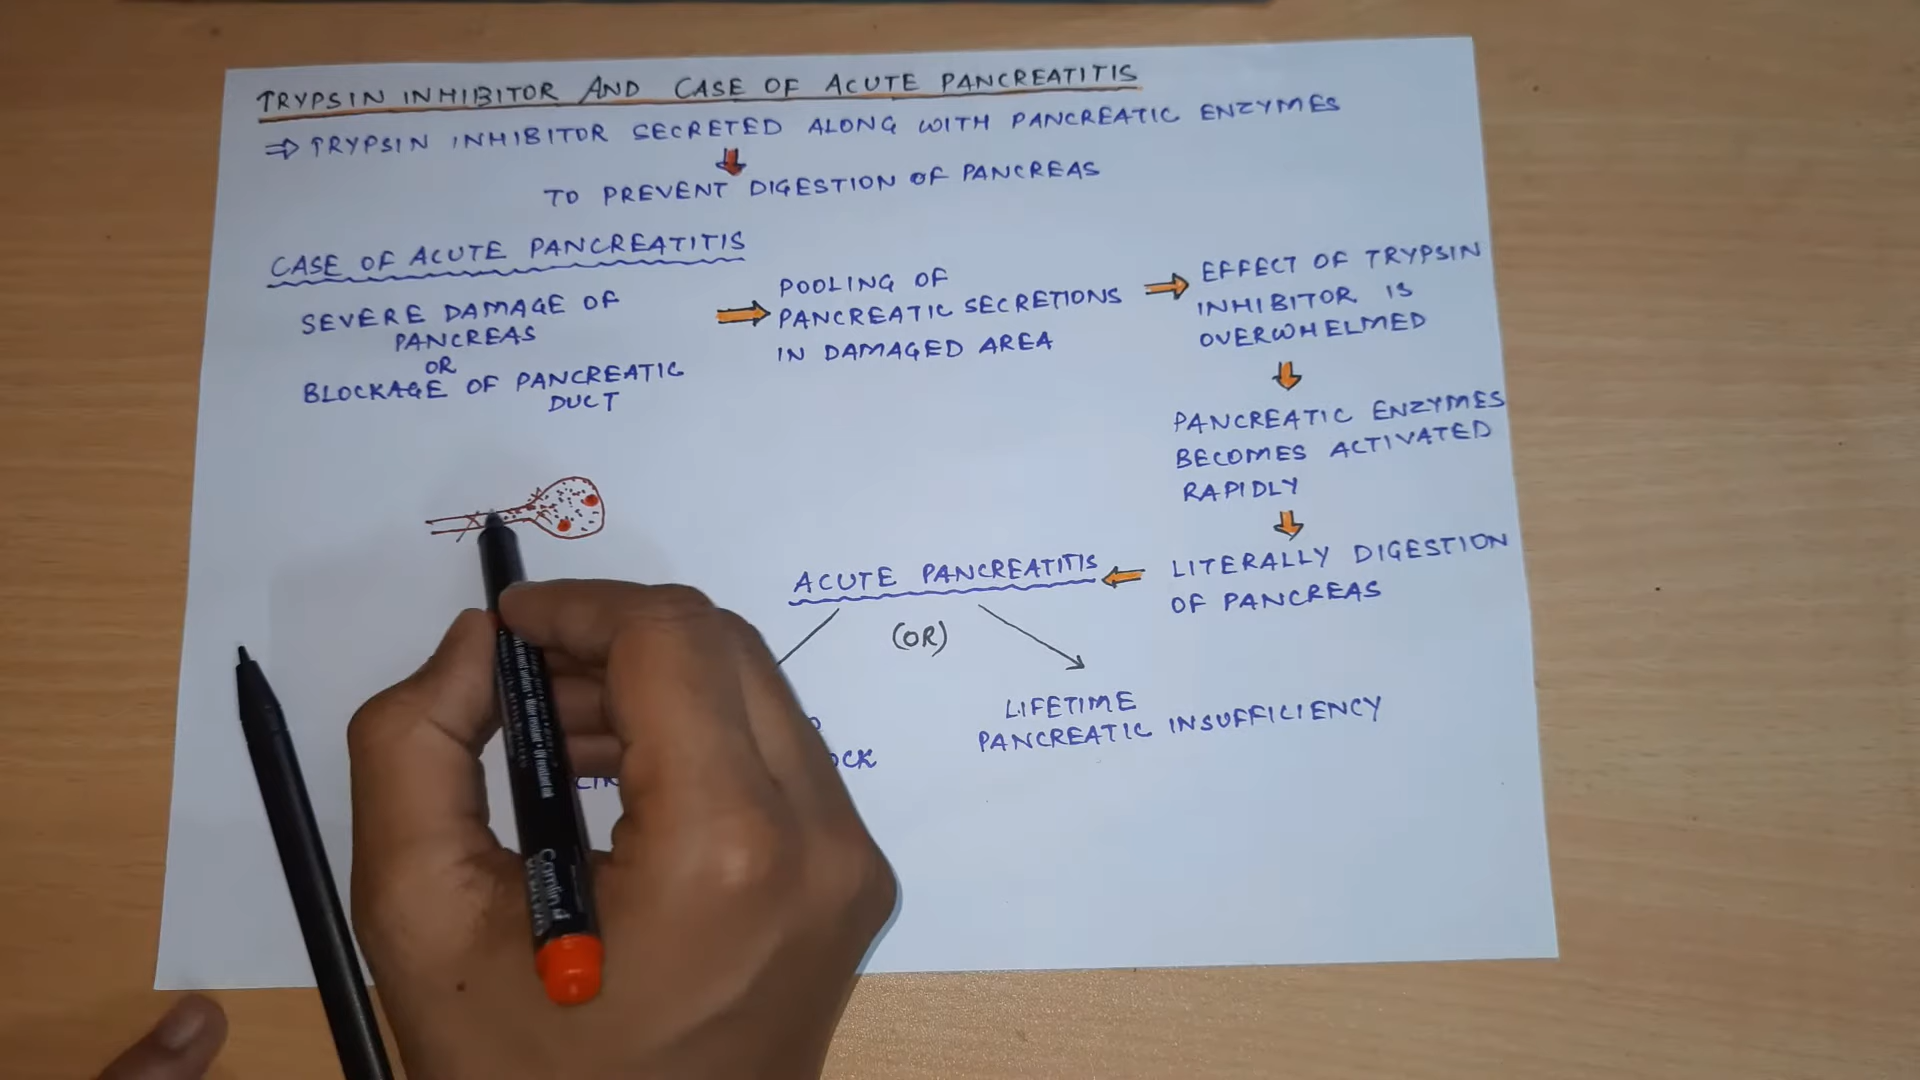 TRYPSIN INHIBITOR AND CASE OF ACUTE PANCREATITIS
⇒ TRYPSIN INHIBITOR SECRETED ALONG WITH PANCREATIC ENZYMES
TO PREVENT DIGESTION OF PANCREAS
CASE OF ACUTE PANCREATITIS
SEVERE DAMAGE OF
PANCREAS
OR
BLOCKAGE OF PANCREATIC
DUCT
POOLING OF
PANCREATIC SECRETIONS
IN DAMAGED AREA
EFFECT OF TRYPSIN
INHIBITOR IS
OVERWHELMED
PANCREATIC ENZYMES
BECOMES ACTIVATED
RAPIDLY
LITERALLY DIGESTION
OF PANCREAS
ACUTE PANCREATITIS
(OR)
LIFETIME
PANCREATIC INSUFFICIENCY
OCK
Camlin